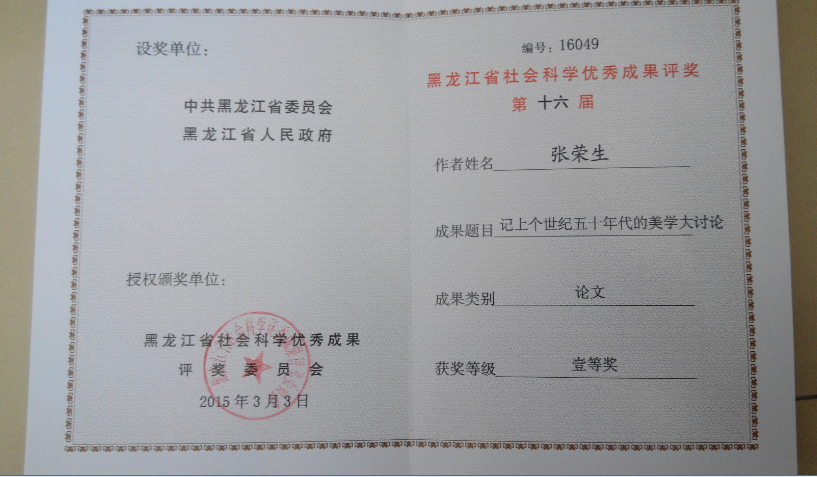 设奖单位：
中共黑龙江省委员会
黑龙江省人民政府
授权颁奖单位：
黑龙江省社会科学优秀成果
评奖委员会
2015年3月3日
编号：16049
黑龙江省社会科学优秀成果评奖
第十六届
作者姓名 张荣生
成果题目 记上个世纪五十年代的美学大讨论
成果类别 论文
获奖等级 壹等奖